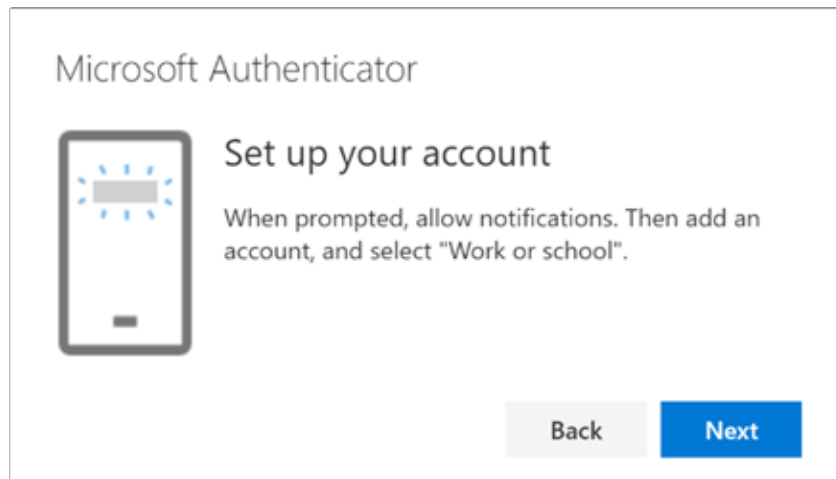 Microsoft Authenticator
Set up your account
When prompted, allow notifications. Then add an
account, and select "Work or school".
Back
Next